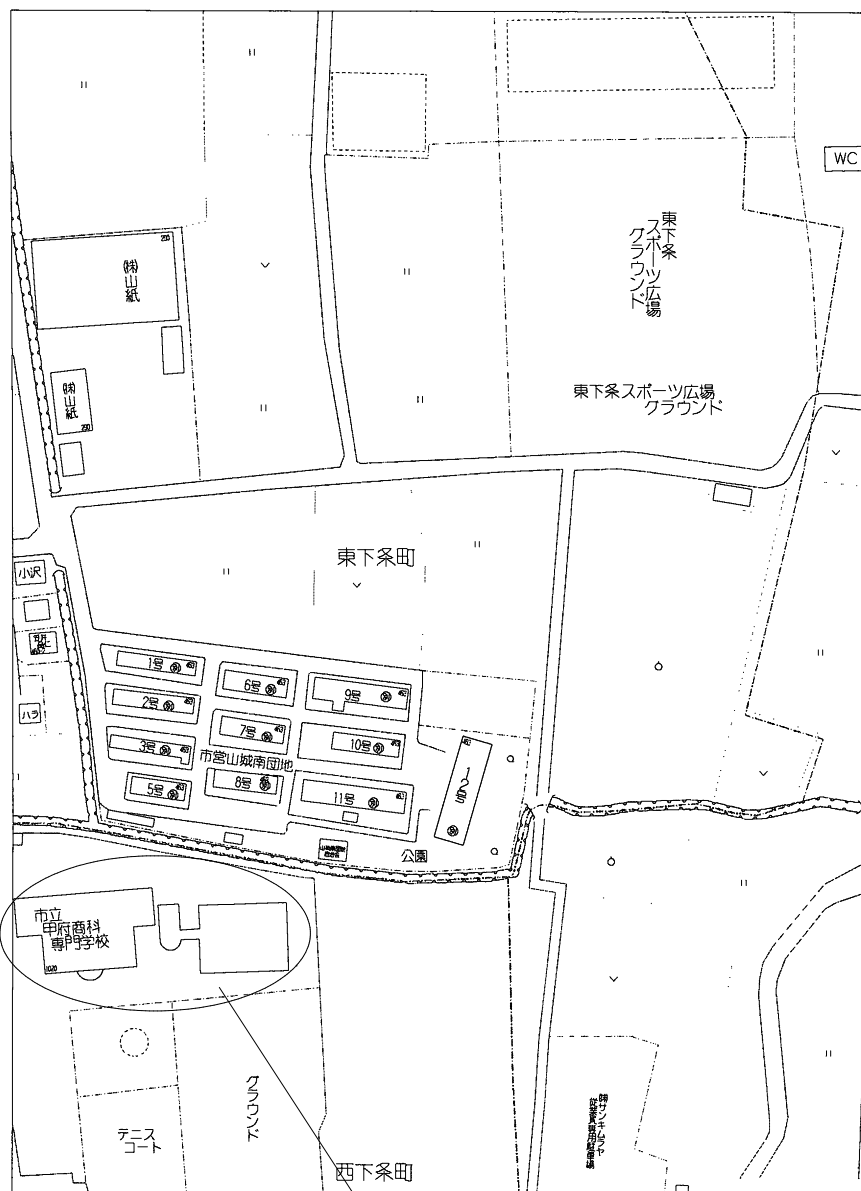 WC
東下条
スポーツ広場
グラウンド
200
㈱山紙
東下条スポーツ広場
グラウンド
㈱山紙
200
東下条町
小沢
ハラ
1号
2号
3号
5号
6号
7号
8号
9号
10号
11号
12号
市営山城南団地
公園
市立
甲府商科
専門学校
1020
グラウンド
テニス
コート
西下条町